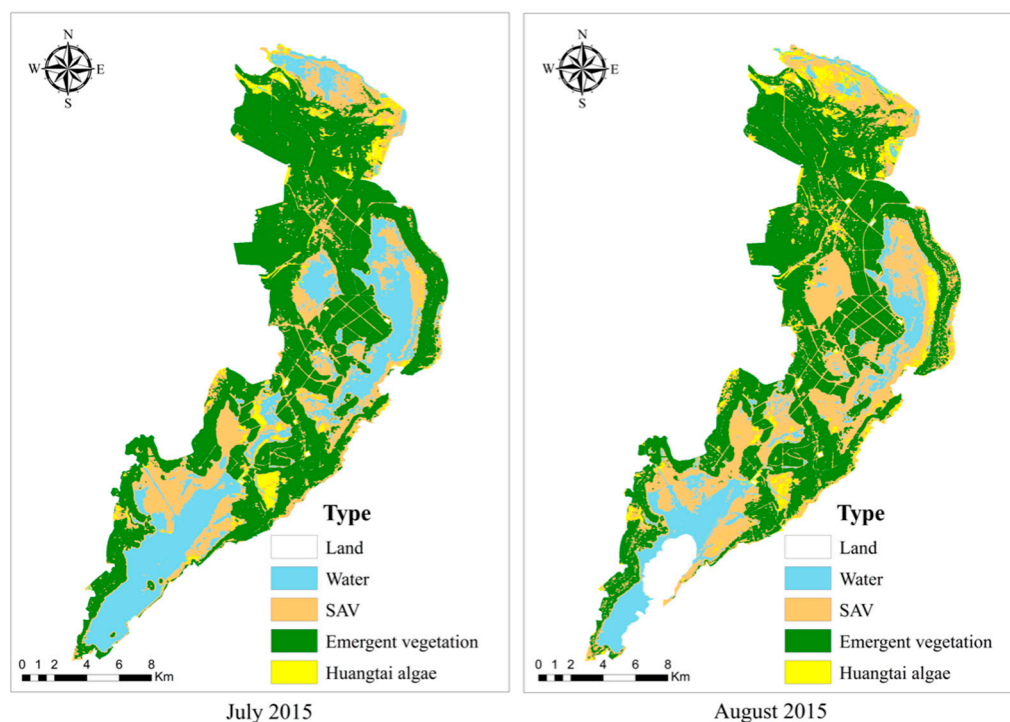 N
W E
S
Type
Land
Water
SAV
Emergent vegetation
Huangtai algae
0 1 2 4 6 8
Km
July 2015
N
W E
S
Type
Land
Water
SAV
Emergent vegetation
Huangtai algae
0 1 2 4 6 8
Km
August 2015